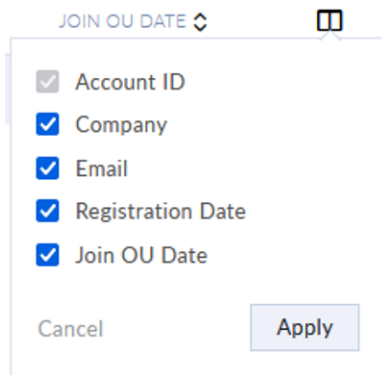 JOIN OU DATE
Account ID
Company
Email
Registration Date
Join OU Date
Cancel Apply